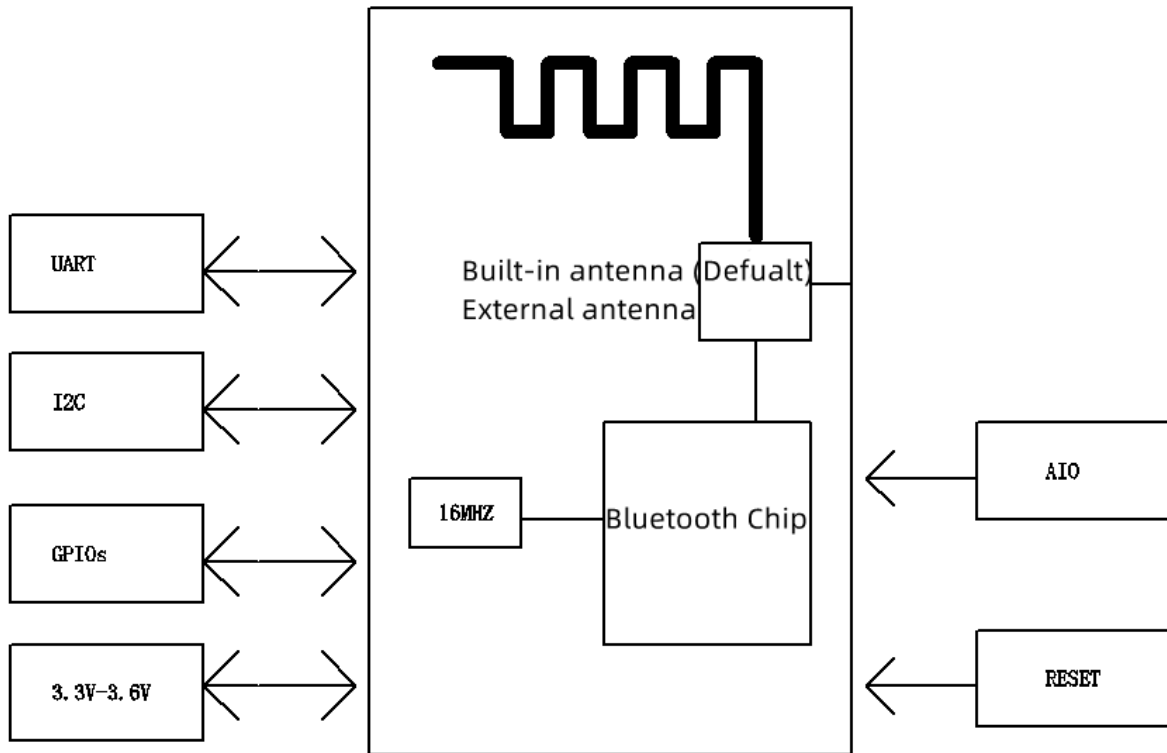 UART
I2C
GPIOs
3.3V-3.6V
Built-in antenna (Defualt)
External antenna
16MHZ
Bluetooth Chip
AIO
RESET